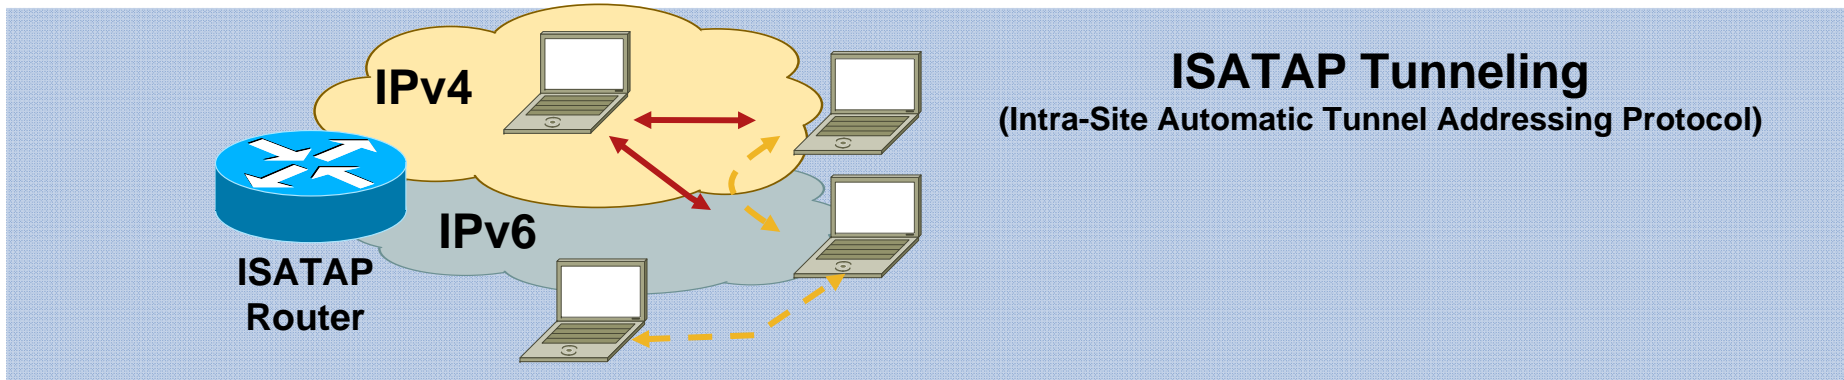 IPv4
IPv6
ISATAP
Router
ISATAP Tunneling
(Intra-Site Automatic Tunnel Addressing Protocol)